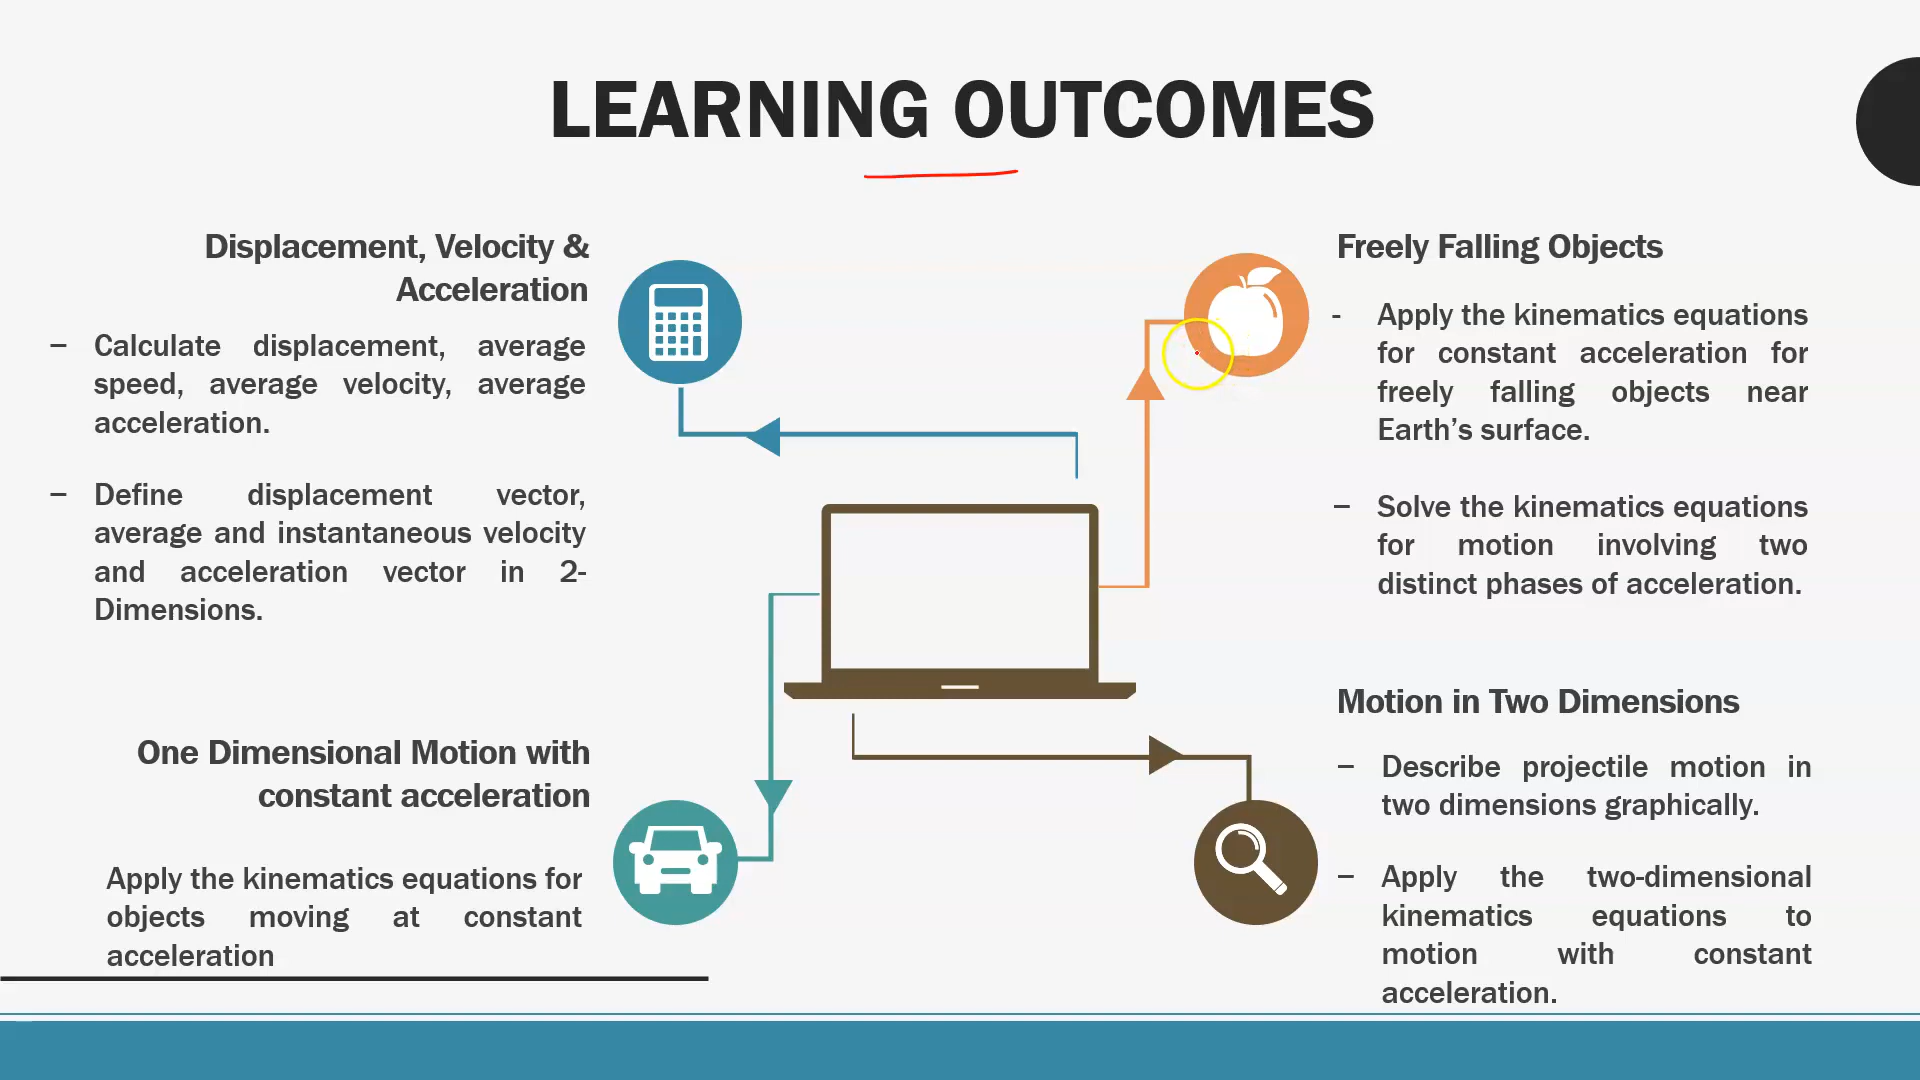 LEARNING OUTCOMES
Displacement, Velocity &
Acceleration
– Calculate displacement, average
speed, average velocity, average
acceleration.
– Define displacement vector,
average and instantaneous velocity
and acceleration vector in 2-
Dimensions.
One Dimensional Motion with
constant acceleration
Apply the kinematics equations for
objects moving at constant
acceleration
Freely Falling Objects
- Apply the kinematics equations
for constant acceleration for
freely falling objects near
Earth’s surface.
– Solve the kinematics equations
for motion involving two
distinct phases of acceleration.
Motion in Two Dimensions
– Describe projectile motion in
two dimensions graphically.
– Apply the two-dimensional
kinematics equations to
motion with constant
acceleration.